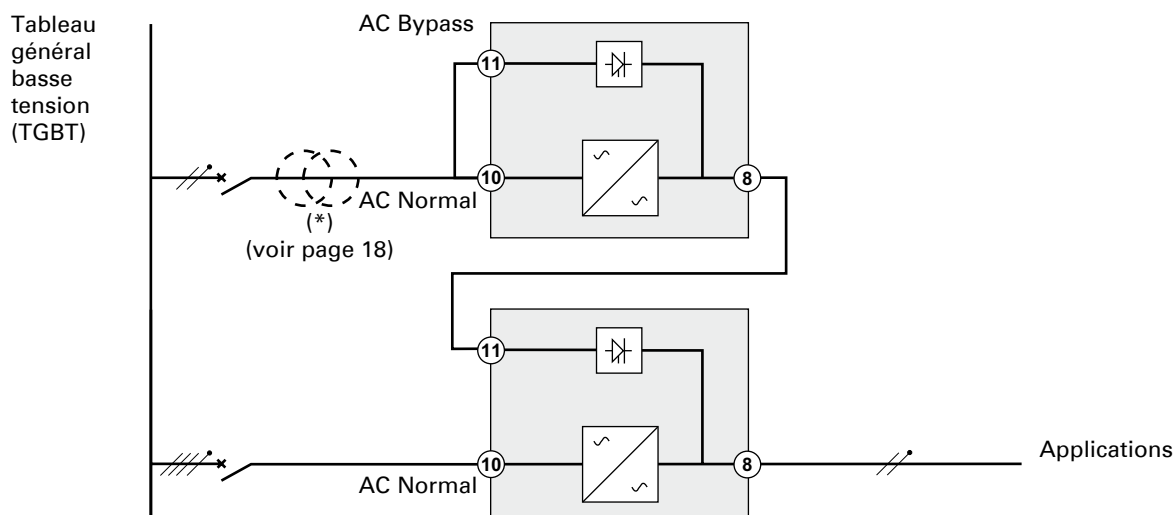 Tableau
général
basse
tension
(TGBT)
AC Bypass
11
10
8
AC Normal
(*)
(voir page 18)
11
10
8
AC Normal
Applications